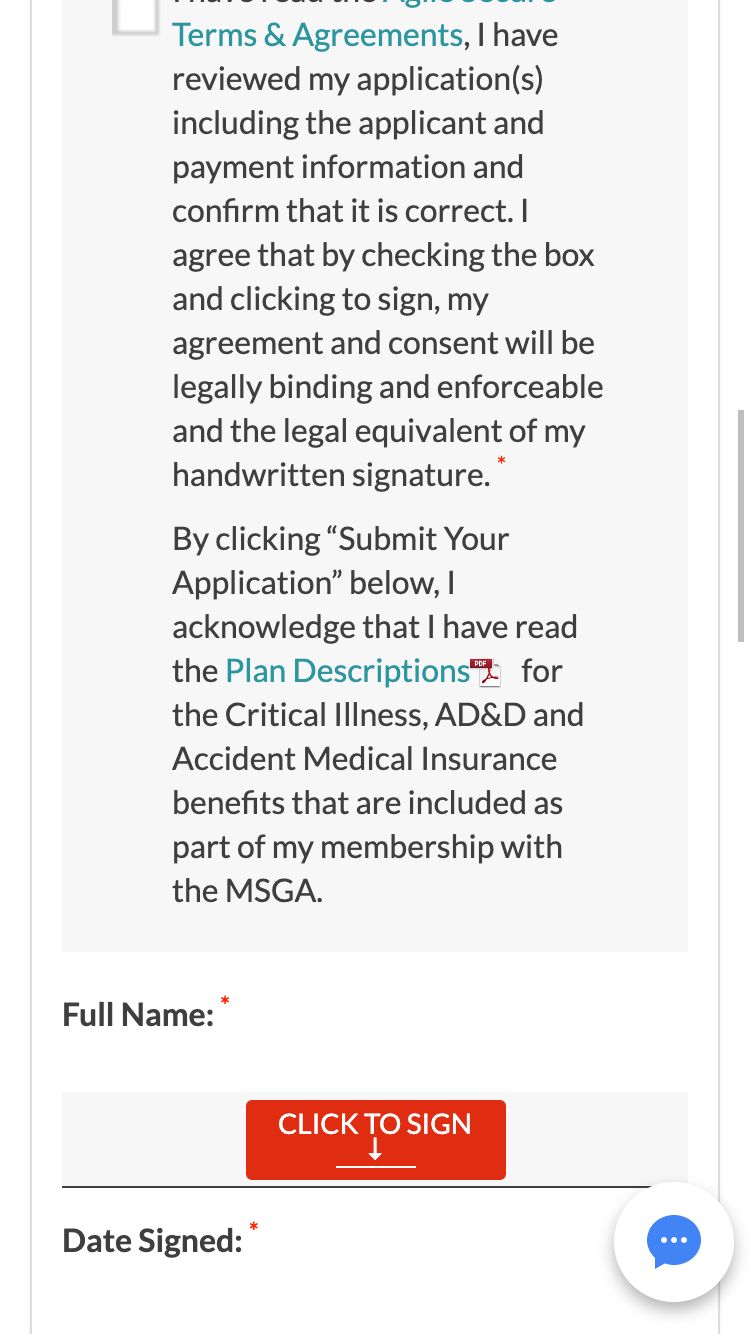 Terms & Agreements, I have
reviewed my application(s)
including the applicant and
payment information and
confirm that it is correct. I
agree that by checking the box
and clicking to sign, my
agreement and consent will be
legally binding and enforceable
and the legal equivalent of my
handwritten signature. *
By clicking “Submit Your
Application” below, I
acknowledge that I have read
the Plan Descriptions PDF for
the Critical Illness, AD&D and
Accident Medical Insurance
benefits that are included as
part of my membership with
the MSGA.
Full Name: *
CLICK TO SIGN
Date Signed: *